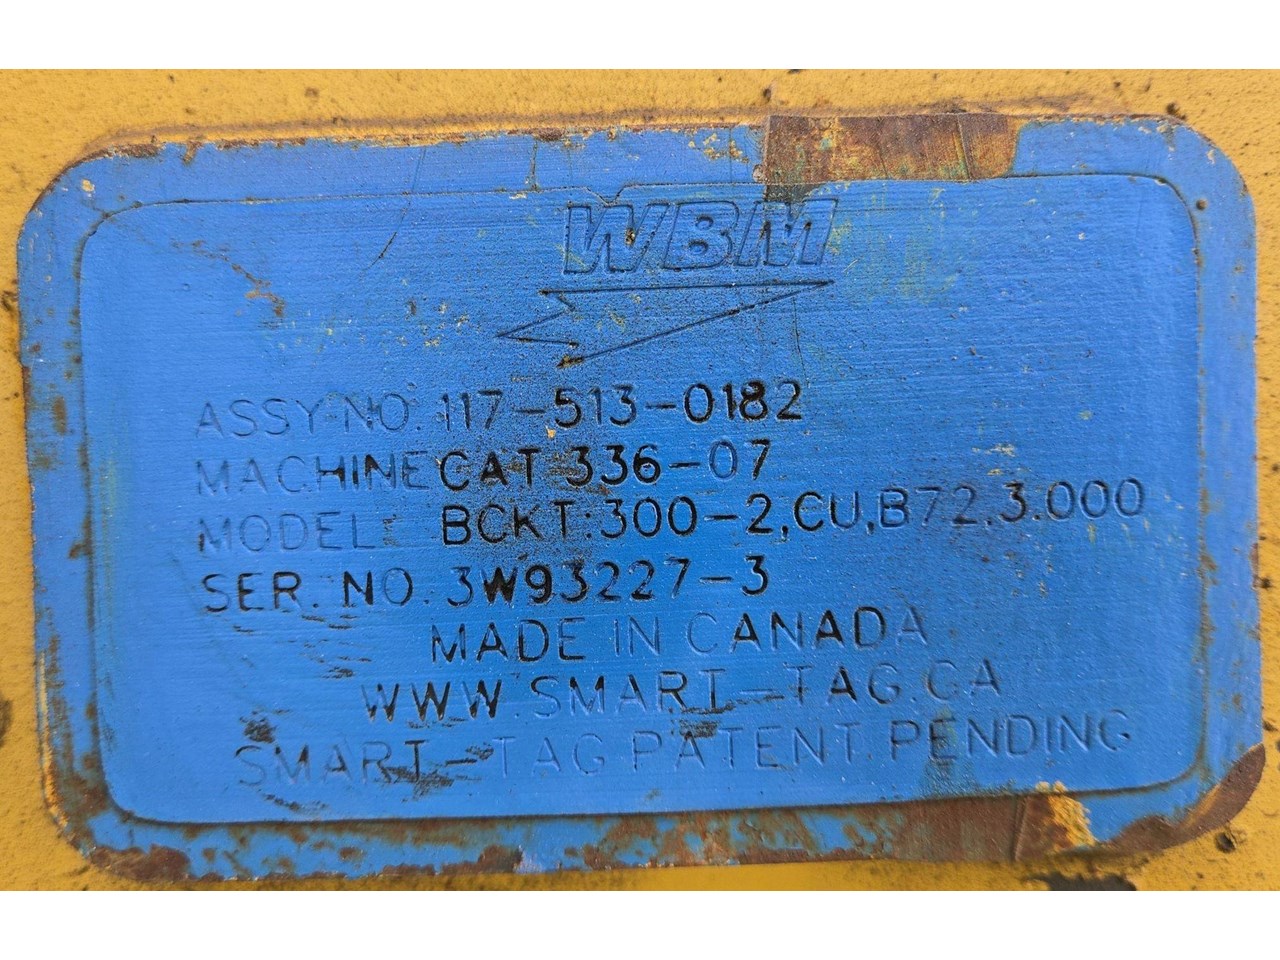 WBM
ASSY NO. 117-513-0182
MACHINE CAT 336-07
MODEL: BCKT:300-2,CU,B72,3.000
SER. NO. 3W93227-3
MADE IN CANADA
WWW.SMART-TAG.CA
SMART-TAG PATENT PENDING